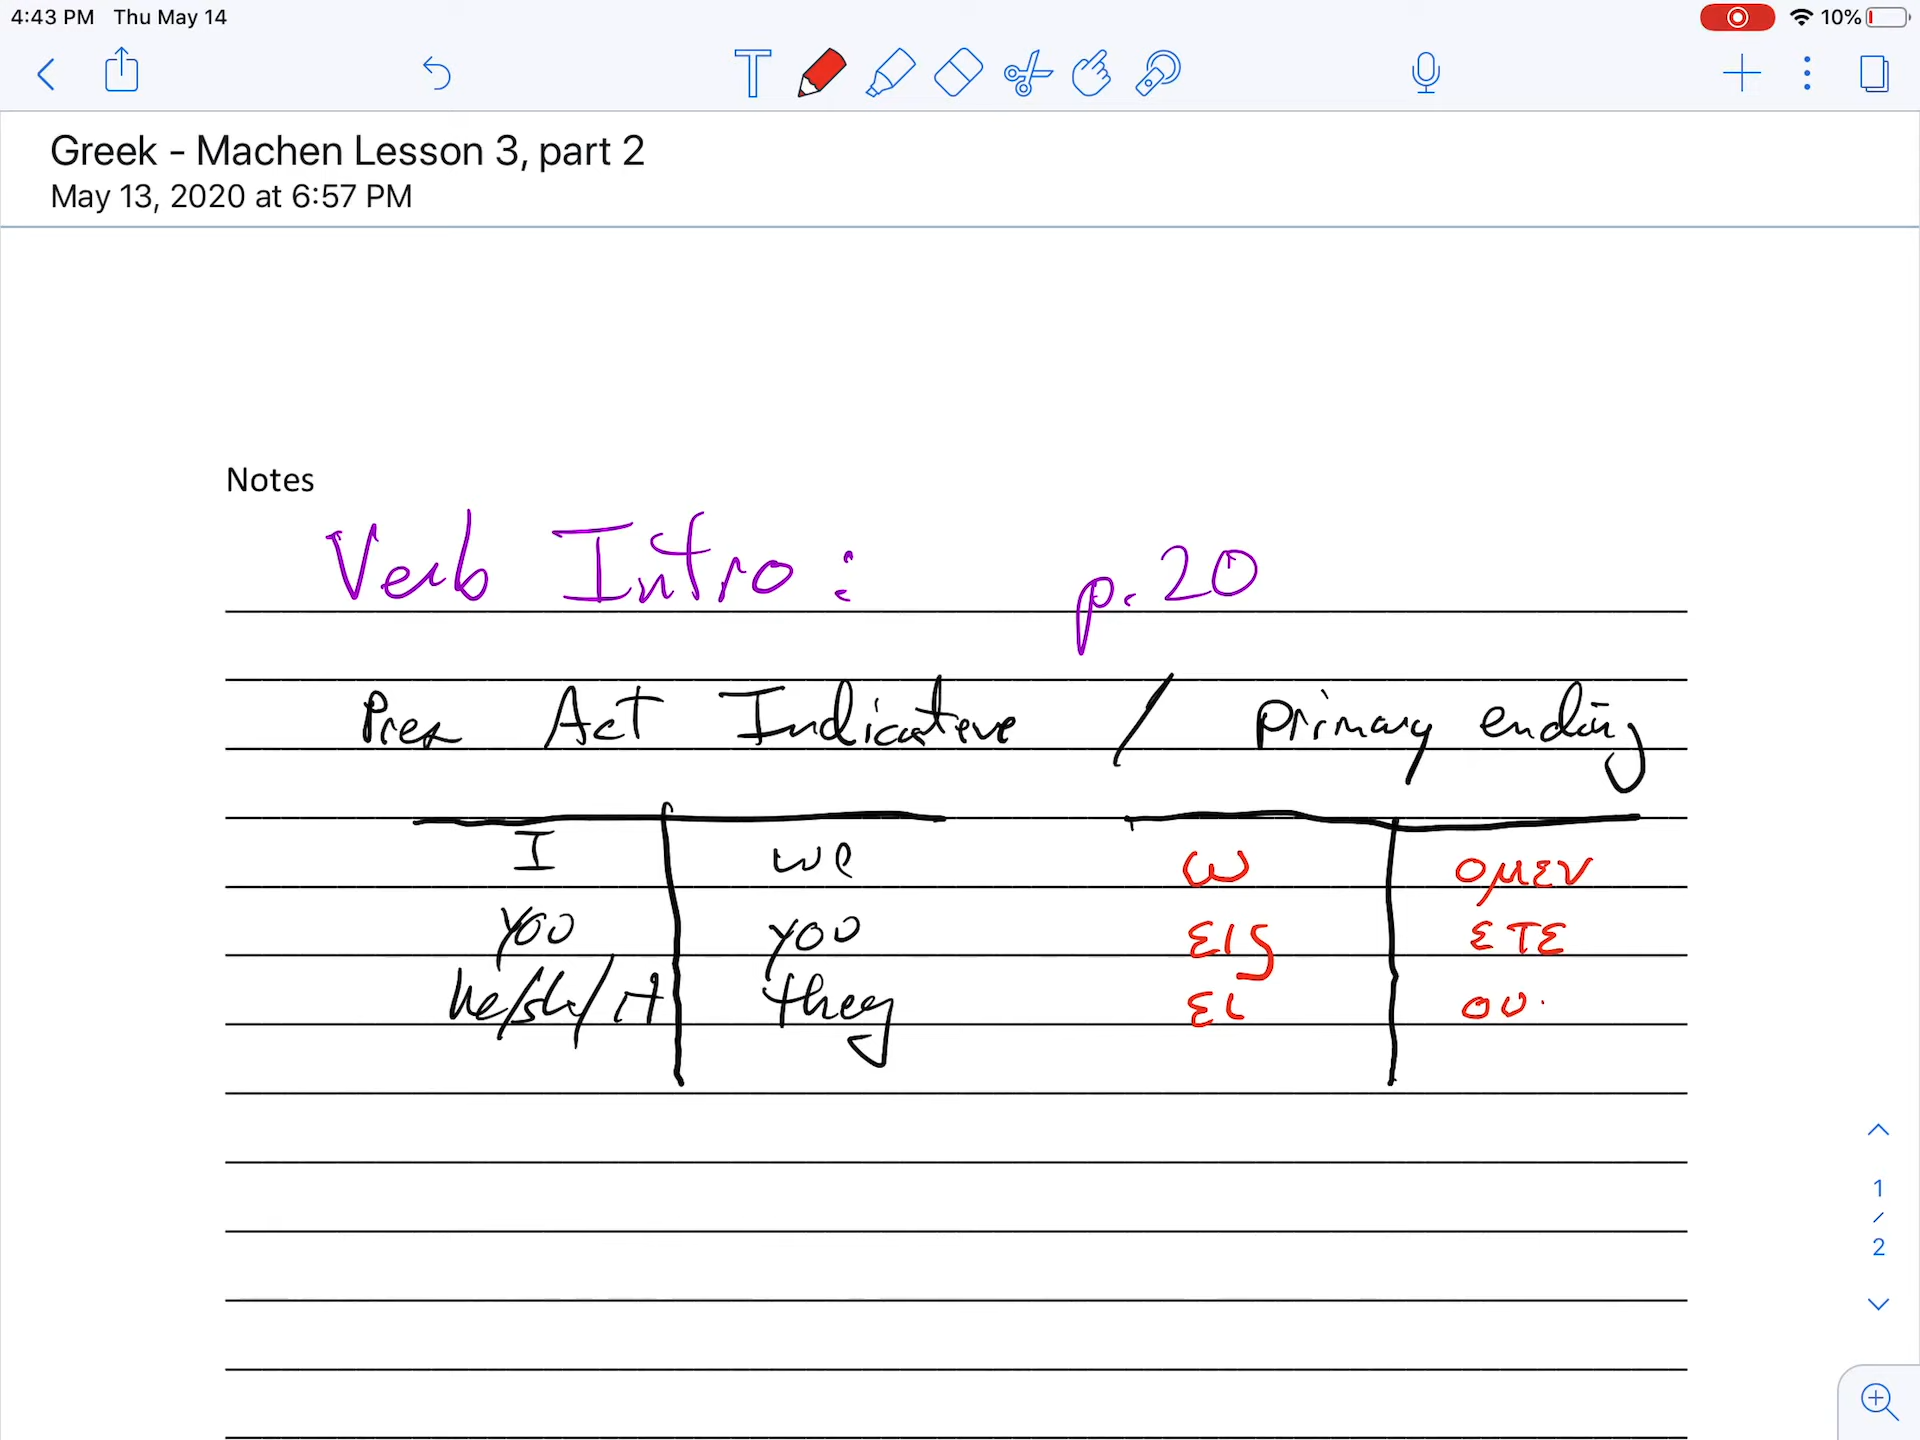 4:43 PM Thu May 14 10%
Greek - Machen Lesson 3, part 2
May 13, 2020 at 6:57 PM
Notes
Verb Intro: p. 20
Pres Act Indicative / primary ending
I we ω ομεν
you you εις ετε
he/she/it they ει ου
1
/
2